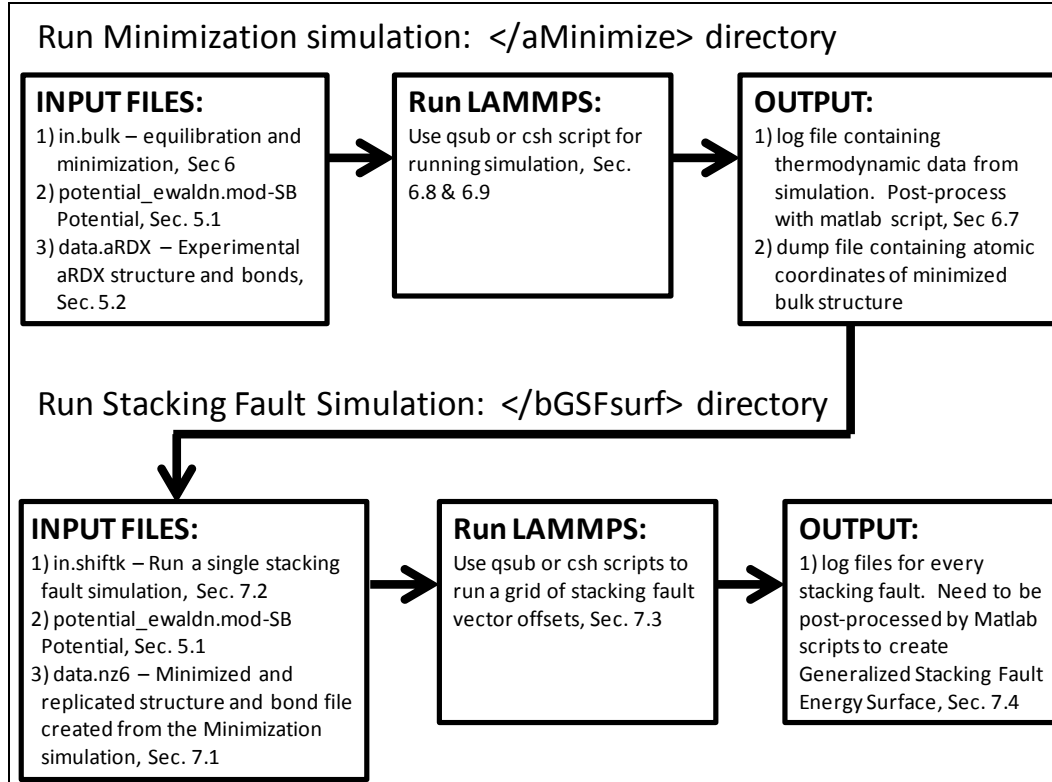 Run Minimization simulation: </aMinimize> directory
INPUT FILES:
1) in.bulk – equilibration and
minimization, Sec 6
2) potential_ewaldn.mod-SB
Potential, Sec. 5.1
3) data.aRDX – Experimental
aRDX structure and bonds,
Sec. 5.2
Run LAMMPS:
Use qsub or csh script for
running simulation, Sec.
6.8 & 6.9
OUTPUT:
1) log file containing
thermodynamic data from
simulation. Post-process
with matlab script, Sec 6.7
2) dump file containing atomic
coordinates of minimized
bulk structure
Run Stacking Fault Simulation: </bGSFsurf> directory
INPUT FILES:
1) in.shiftk – Run a single stacking
fault simulation, Sec. 7.2
2) potential_ewaldn.mod-SB
Potential, Sec. 5.1
3) data.nz6 – Minimized and
replicated structure and bond file
created from the Minimization
simulation, Sec. 7.1
Run LAMMPS:
Use qsub or csh scripts to
run a grid of stacking fault
vector offsets, Sec. 7.3
OUTPUT:
1) log files for every
stacking fault. Need to be
post-processed by Matlab
scripts to create
Generalized Stacking Fault
Energy Surface, Sec. 7.4